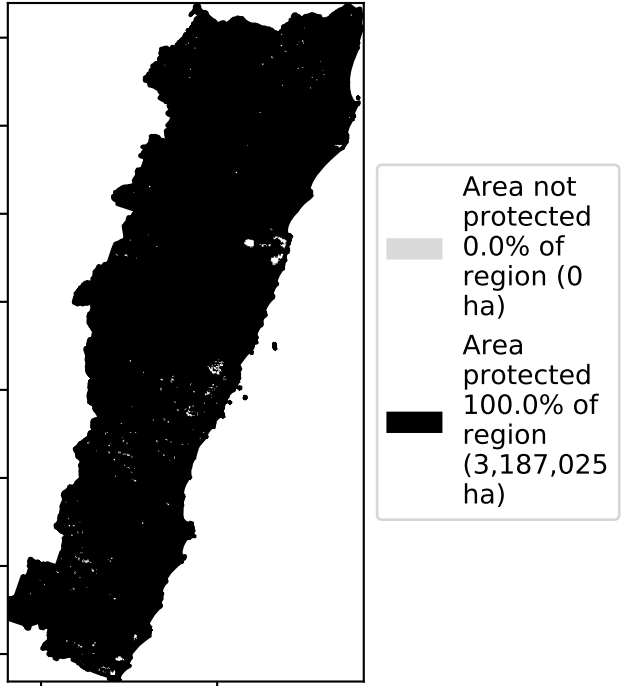 Area not
protected
0.0% of
region (0
ha)
Area
protected
100.0% of
region
(3,187,025
ha)